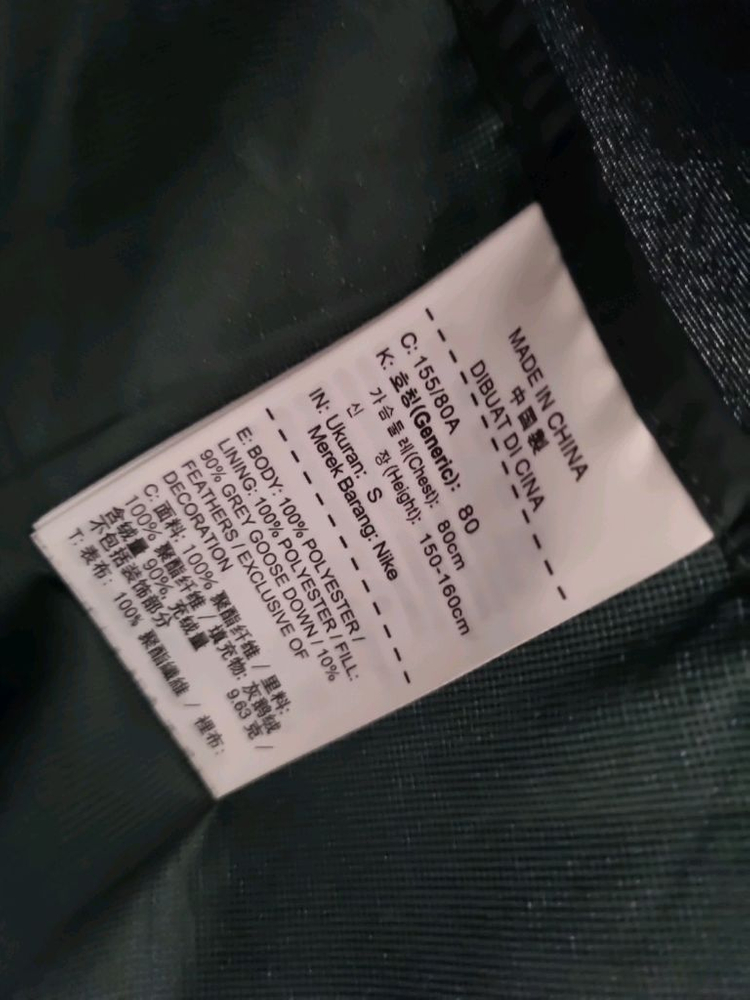 MADE IN CHINA
中國製
DIBUAT DI CINA
C: 155/80A
K: 호칭(Generic): 80
가슴둘레(Chest): 80cm
신 장(Height): 150-160cm
IN: Ukuran: S
Merek Barang: Nike
E: BODY: 100% POLYESTER /
LINING: 100% POLYESTER / FILL:
90% GREY GOOSE DOWN / 10%
FEATHERS / EXCLUSIVE OF
DECORATION
C: 面料: 100% 聚酯纤维 / 里料:
100% 聚酯纤维 / 填充物: 灰鹅绒
含绒量 90%, 充绒量 9.63 克 /
不包括装饰部分
T: 表布: 100% 聚酯纖維 / 裡布: